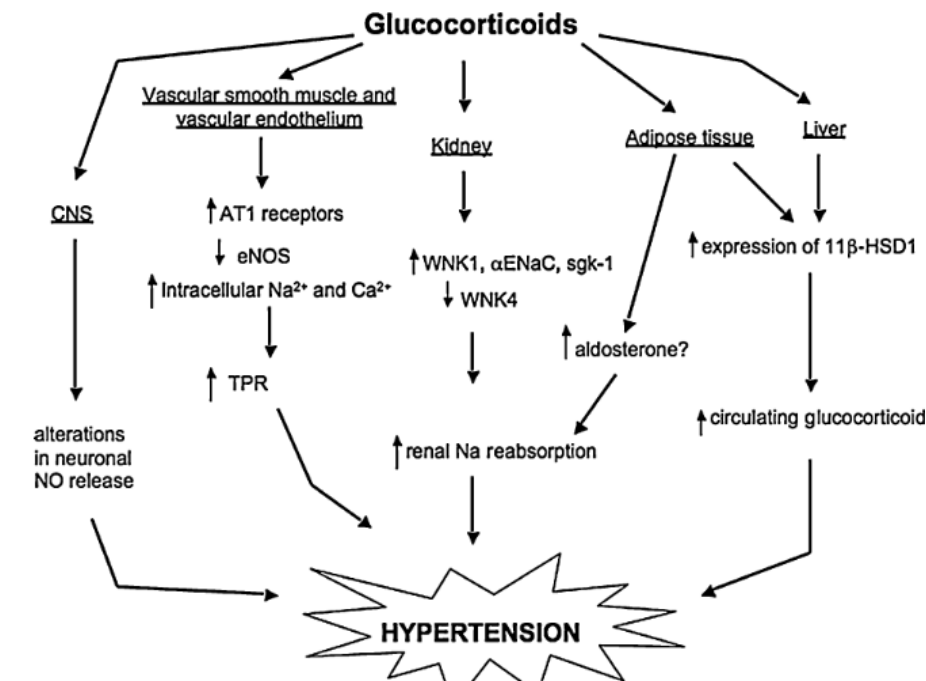 Glucocorticoids
Vascular smooth muscle and
vascular endothelium
Kidney
Adipose tissue
Liver
CNS
↑AT1 receptors
↓ eNOS
↑Intracellular Na²⁺ and Ca²⁺
↑WNK1, αENaC, sgk-1
↓ WNK4
↑expression of 11β-HSD1
↑aldosterone?
↑ TPR
↑circulating glucocorticoid
alterations
in neuronal
NO release
↑renal Na reabsorption
HYPERTENSION